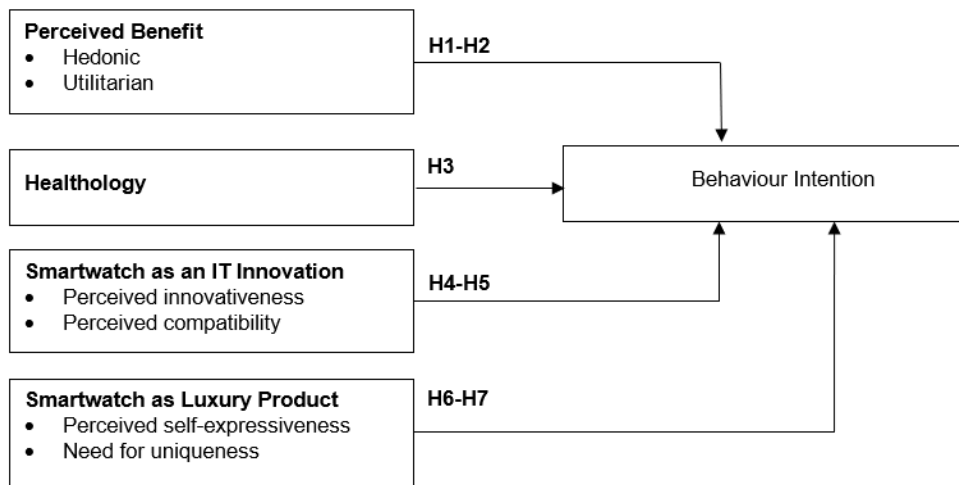 Perceived Benefit
• Hedonic
• Utilitarian
H1-H2
Healthology
H3
Behaviour Intention
Smartwatch as an IT Innovation
• Perceived innovativeness
• Perceived compatibility
H4-H5
Smartwatch as Luxury Product
• Perceived self-expressiveness
• Need for uniqueness
H6-H7